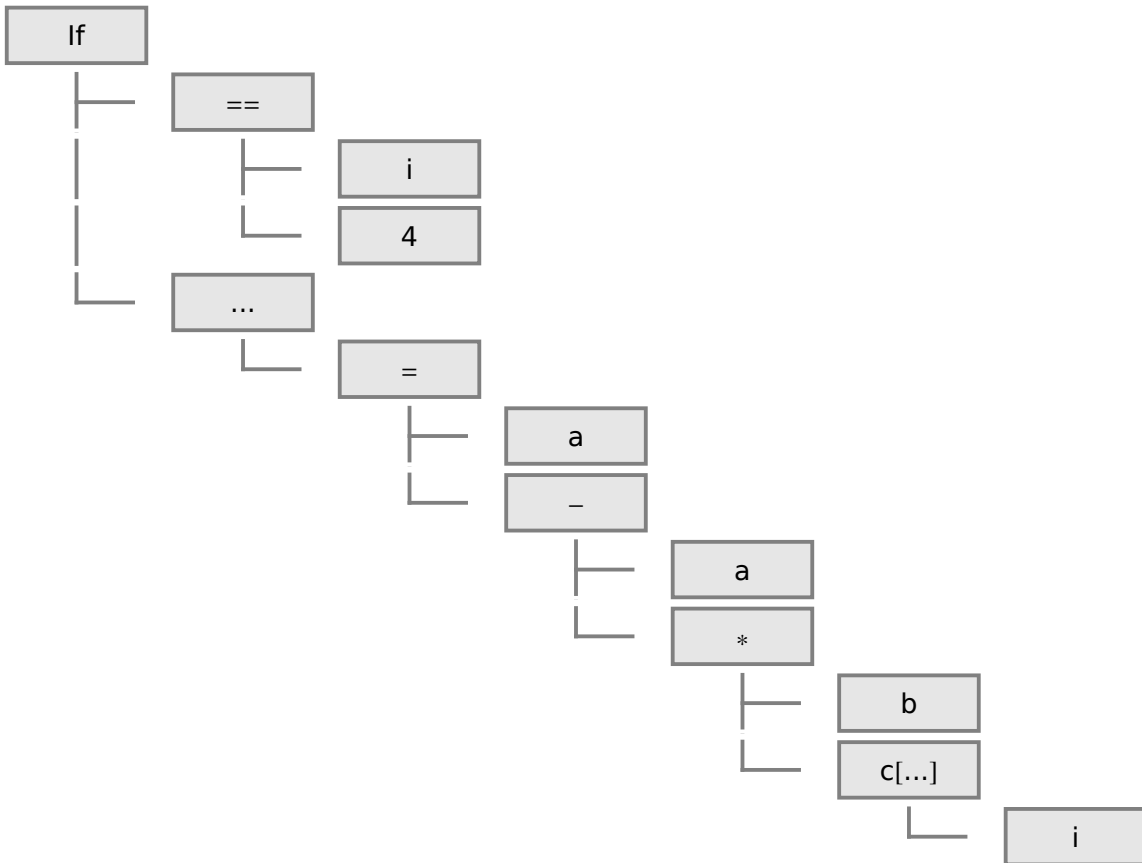 If
==
i
4
...
=
a
−
a
*
b
c[...]
i